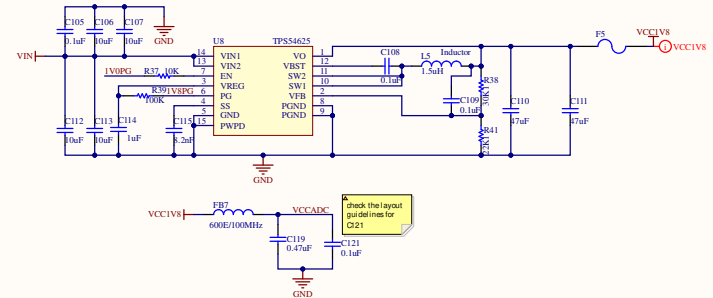 C105
0.1uF
C106
10uF
C107
10uF
GND
VIN
U8
TPS54625
14
VIN1
13
VIN2
7
EN
3
VREG
6
PG
4
SS
5
GND
15
PWPD
VO
1
VBST
12
SW2
11
SW1
10
VFB
2
PGND
8
PGND
9
1V0PG
R37
10K
R39
1V8PG
100K
C112
10uF
C113
10uF
C114
1uF
C115
8.2nF
GND
C108
0.1uF
L5
Inductor
1.5uH
C109
0.1uF
R38
30K1
R41
22K1
C110
47uF
C111
47uF
F5
VCC1V8
VCC1V8
VCC1V8
FB7
600E/100MHz
VCCADC
C119
0.47uF
C121
0.1uF
GND
check the layout
guidelines for
C121